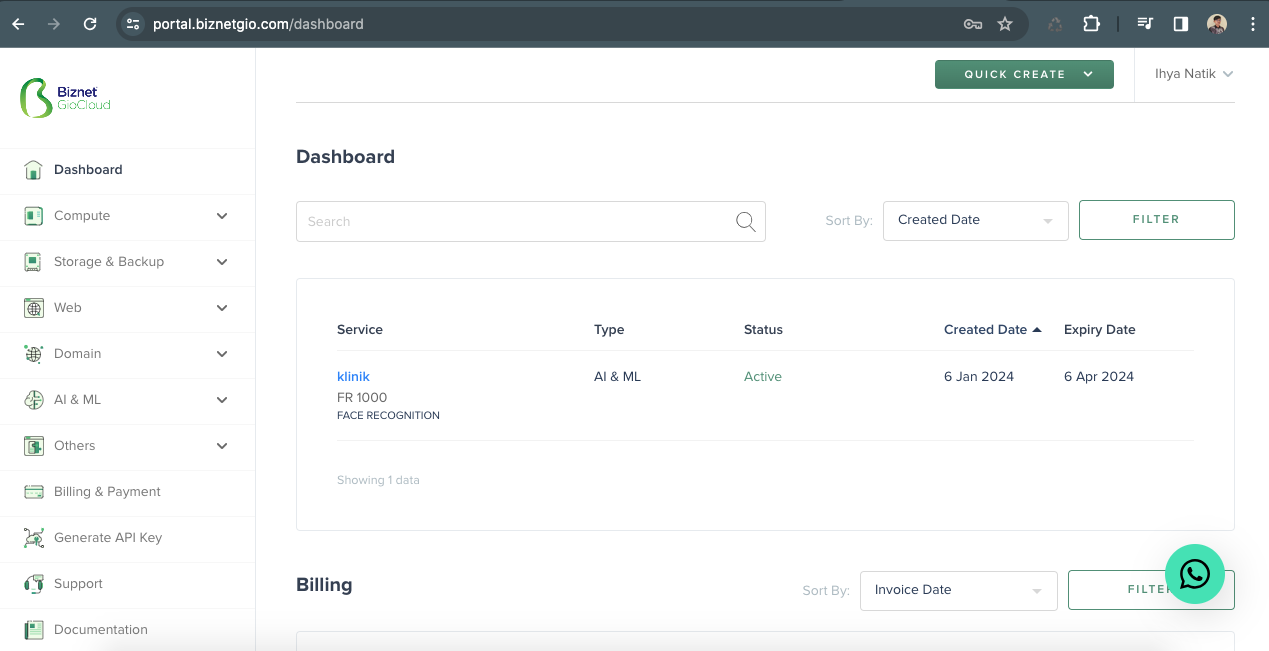 portal.biznetgio.com/dashboard
Biznet
GioCloud
QUICK CREATE
Ihya Natik
Dashboard
Compute
Storage & Backup
Web
Domain
AI & ML
Others
Billing & Payment
Generate API Key
Support
Documentation
Dashboard
Search
Sort By:
Created Date
FILTER
Service Type Status Created Date Expiry Date
klinik AI & ML Active 6 Jan 2024 6 Apr 2024
FR 1000
FACE RECOGNITION
Showing 1 data
Billing
Sort By:
Invoice Date
FILTER